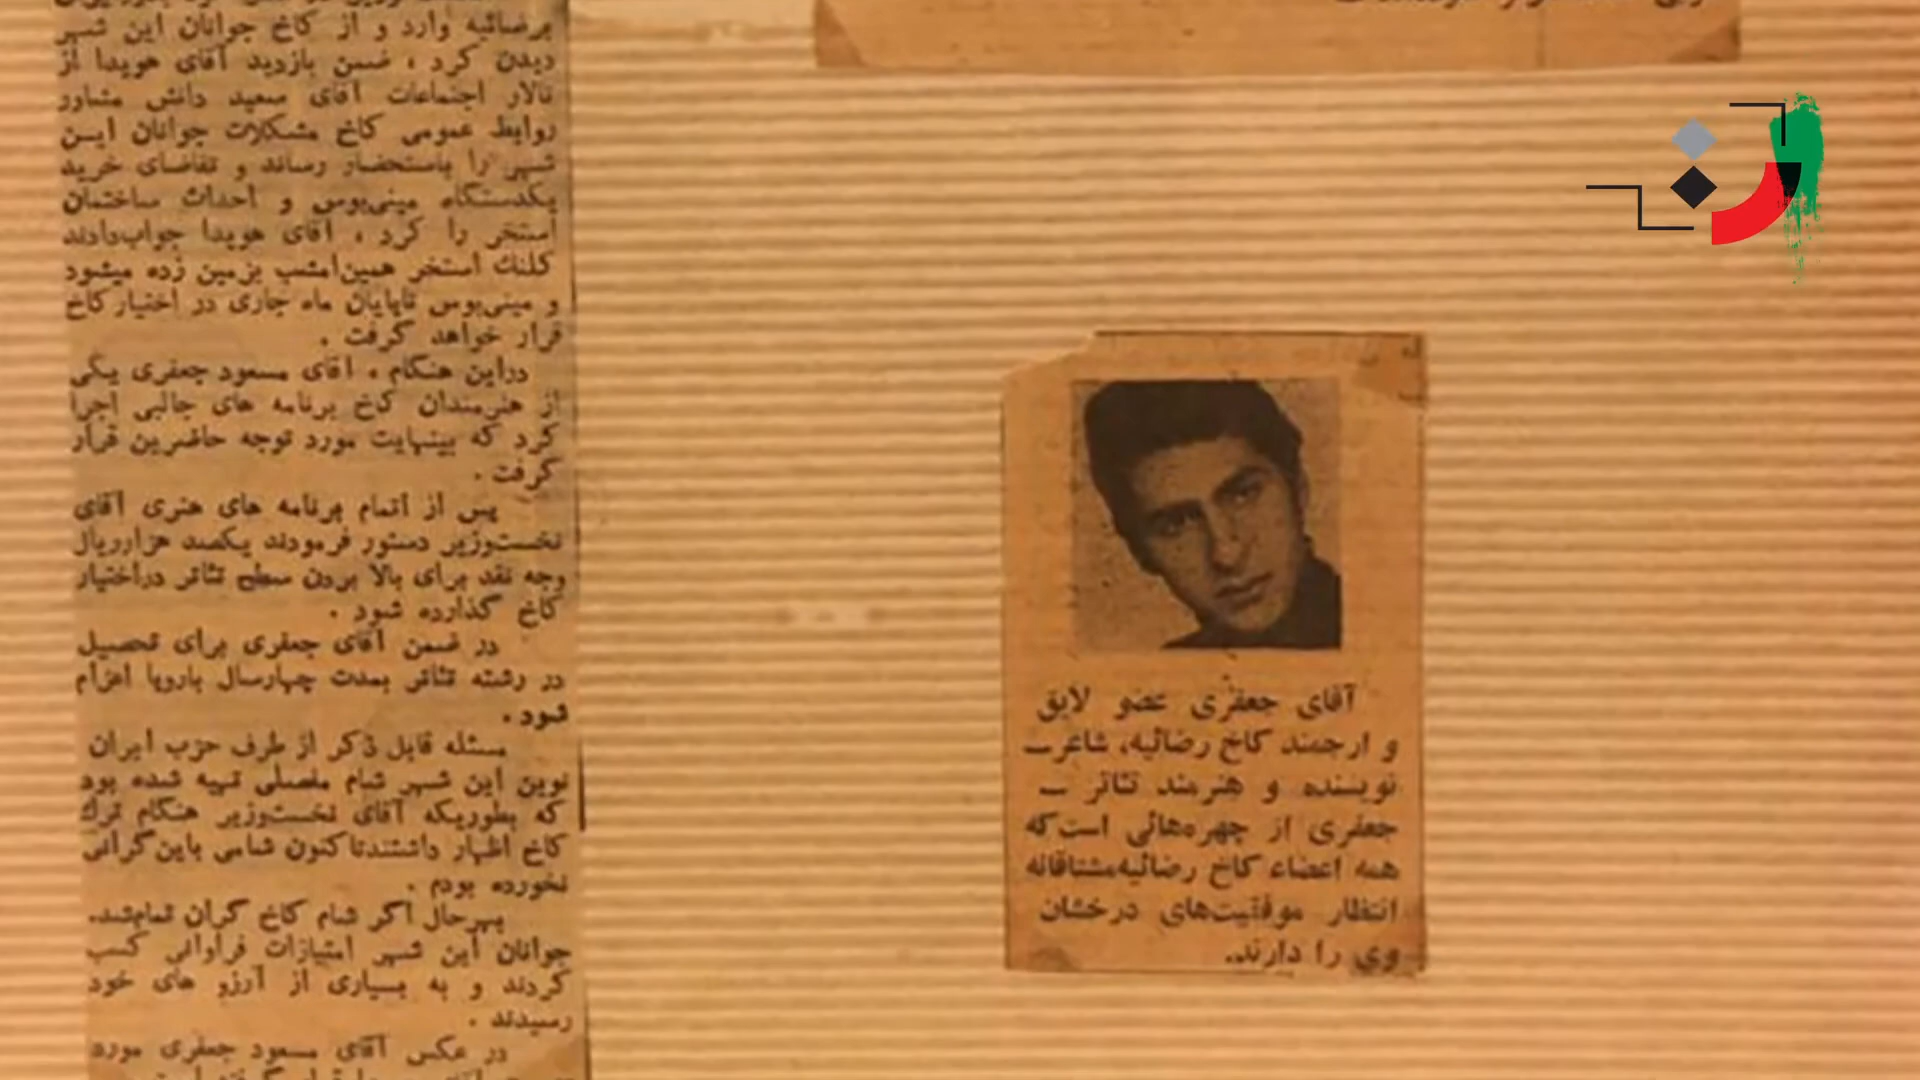 برضائیه وارد و از کاخ جوانان این شهر
دیدن کرد ، ضمن بازدید آقای هویدا از
تالار اجتماعات آقای سعید دانش مشاور
روابط عمومی کاخ مشکلات جوانان ایـن
شهر را باستحضار رساند و تقاضای خرید
یکدستگاه مینی‌بوس و احداث ساختمان
استخر را کرد ، آقای هویدا جواب‌دادند
کلنك استخر همین‌امشب بزمین زده میشود
و مینی‌بوس تاپایان ماه جاری در اختیار کاخ
قرار خواهد گرفت .
دراین هنگام ، آقای مسعود جعفری یکی
از هنرمندان کاخ برنامه های جالبی اجرا
کرد که بینهایت مورد توجه حاضرین قرار
گرفت .
پس از اتمام برنامه های هنری آقای
نخست‌وزیر دستور فرمودند یکصد هزارریال
وجه نقد برای بالا بردن سطح تئاتر دراختیار
کاخ گذارده شود .
در ضمن آقای جعفری برای تحصیل
در رشته تئاتر بمدت چهارسال باروپا اعزام
شود .
مسئله قابل ذکر از طرف حزب ایران
نوین این شهر شام مفصلی تهیه شده بود
که بطوریکه آقای نخست‌وزیر هنگام ترك
کاخ اظهار داشتند تاکنون شامی باین گرانی
نخورده بودم .
بهرحال اگر شام کاخ گران تمام‌شد،
جوانان این شهر امتیازات فراوانی کسب
کردند و به بسیاری از آرزو های خود
رسیدند .
در عکس آقای مسعود جعفری مورد
آقای جعفری عضو لایق
و ارجمند کاخ رضائیه، شاعرـ
نویسنده و هنرمند تئاتر ـ
جعفری از چهره‌هائی است‌که
همه اعضاء کاخ رضائیه‌مشتاقانه
انتظار موفقیت‌های درخشان
وی را دارند.